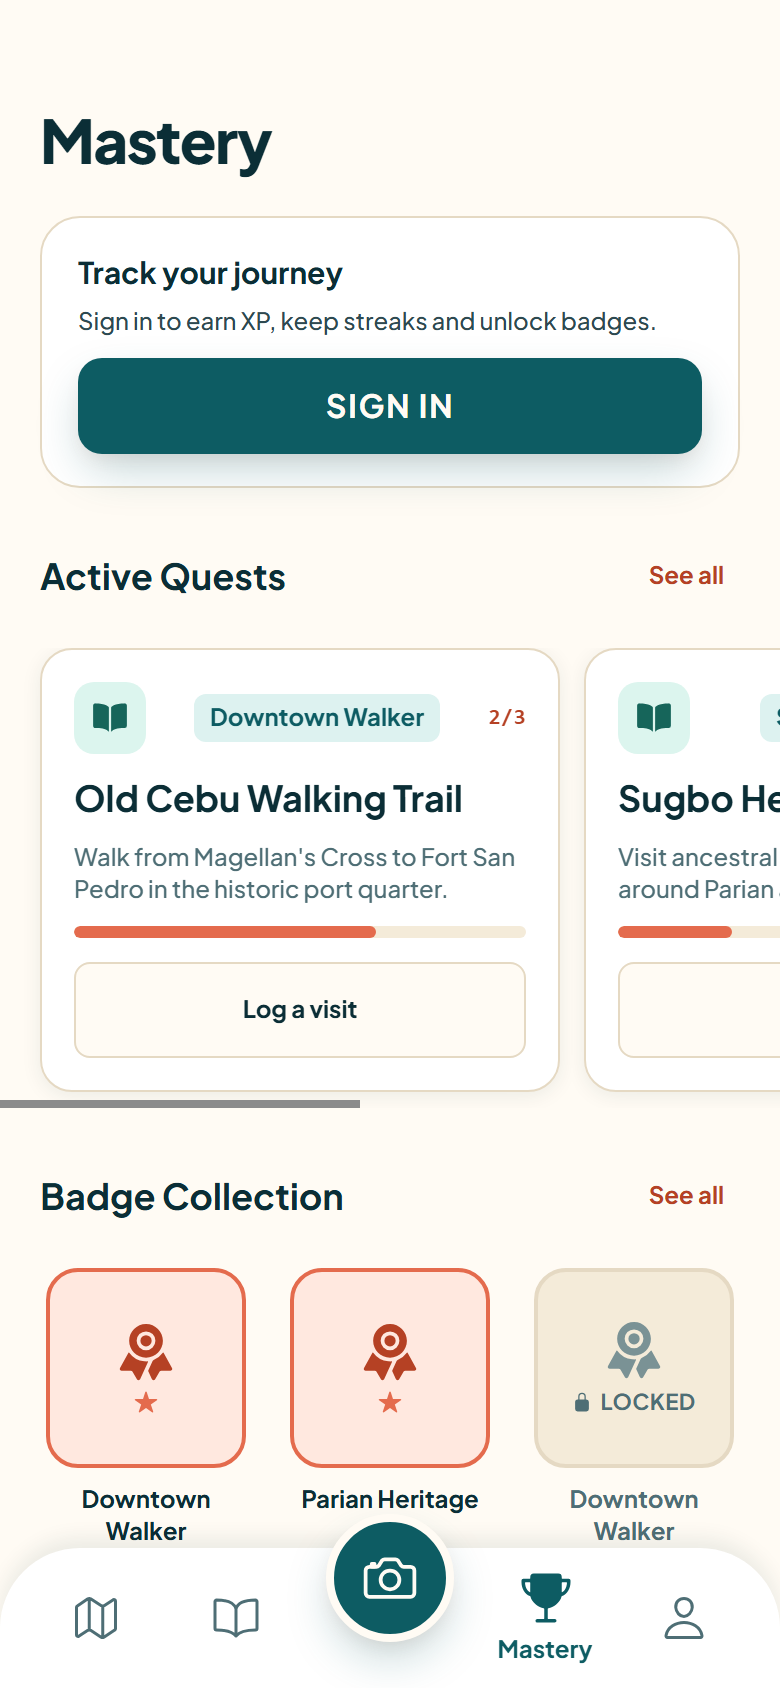 Mastery
Track your journey
Sign in to earn XP, keep streaks and unlock badges.
SIGN IN
Active Quests
See all
Downtown Walker
2/3
Old Cebu Walking Trail
Walk from Magellan's Cross to Fort San
Pedro in the historic port quarter.
Log a visit
Sugbo
Visit ancestral
around Parian
Badge Collection
See all
Downtown
Walker
Parian Heritage
LOCKED
Downtown
Walker
Mastery